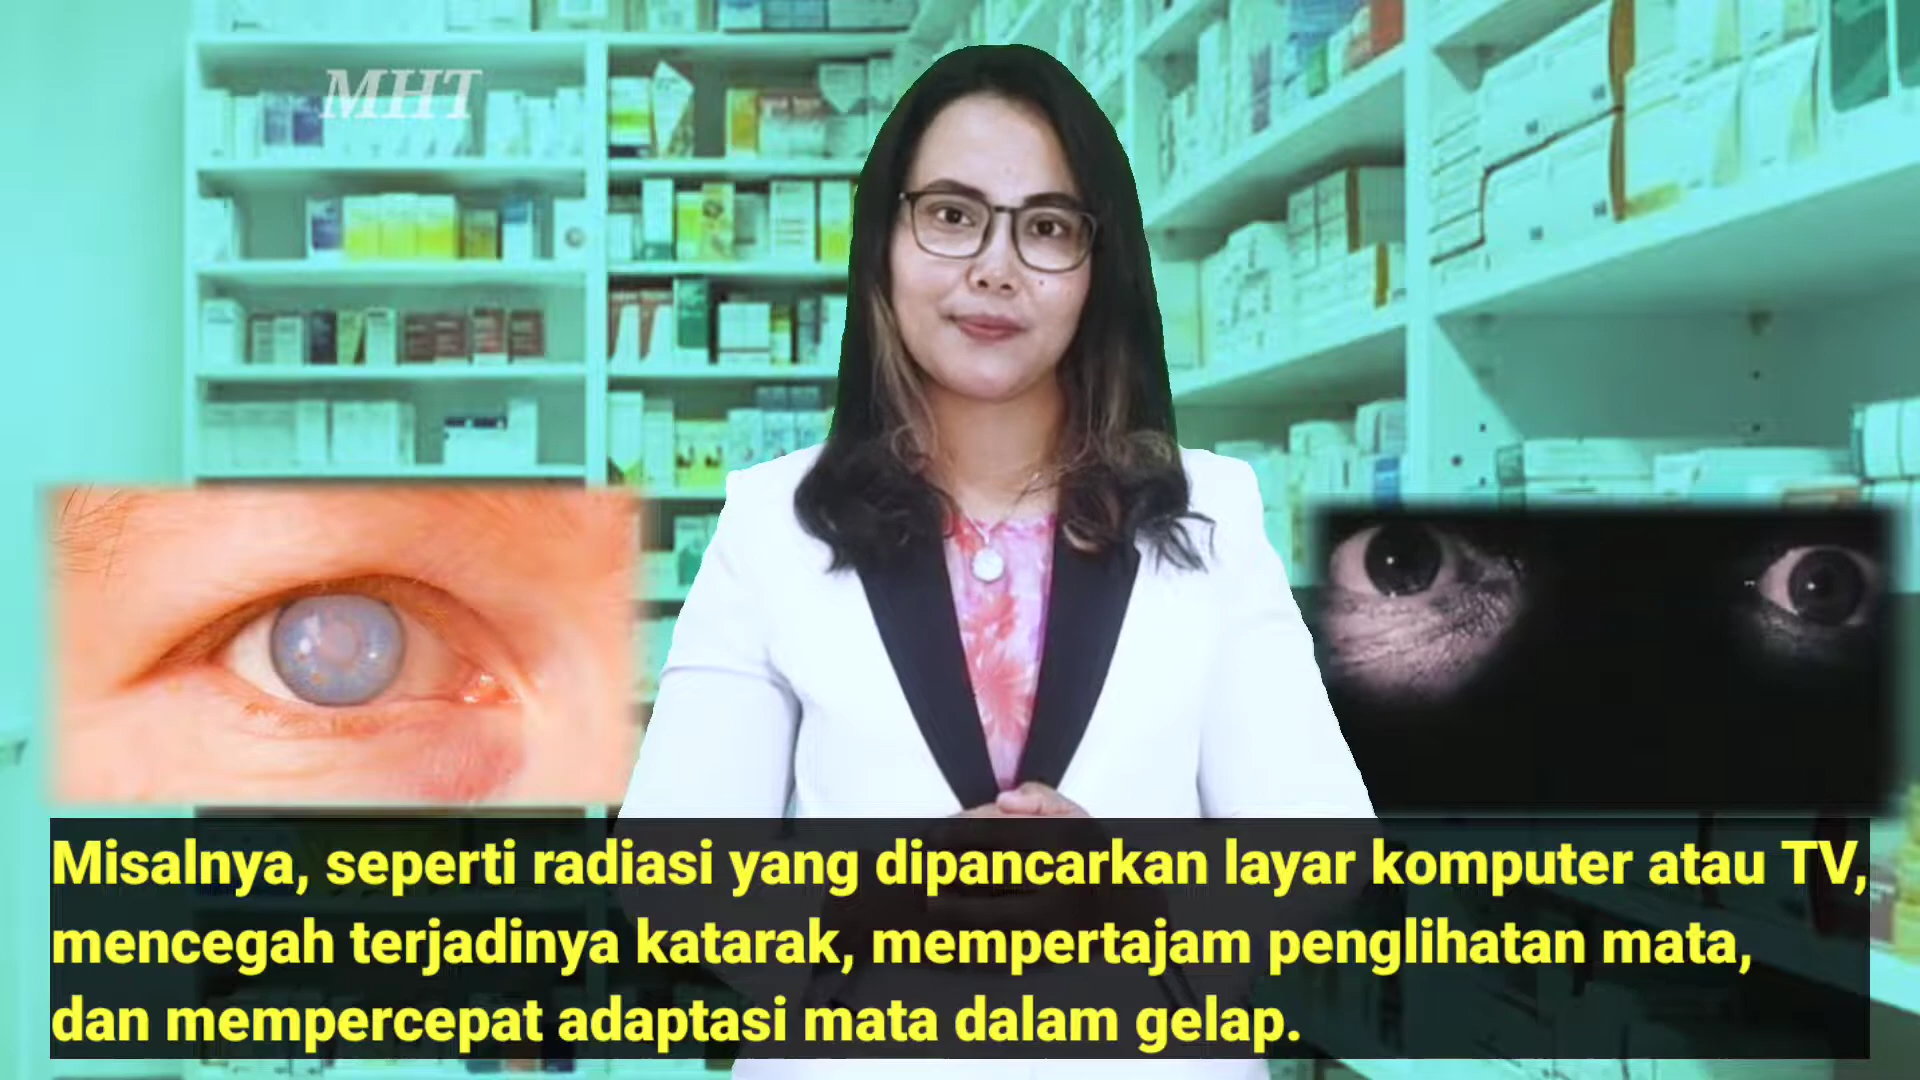 MHT
Misalnya, seperti radiasi yang dipancarkan layar komputer atau TV,
mencegah terjadinya katarak, mempertajam penglihatan mata,
dan mempercepat adaptasi mata dalam gelap.